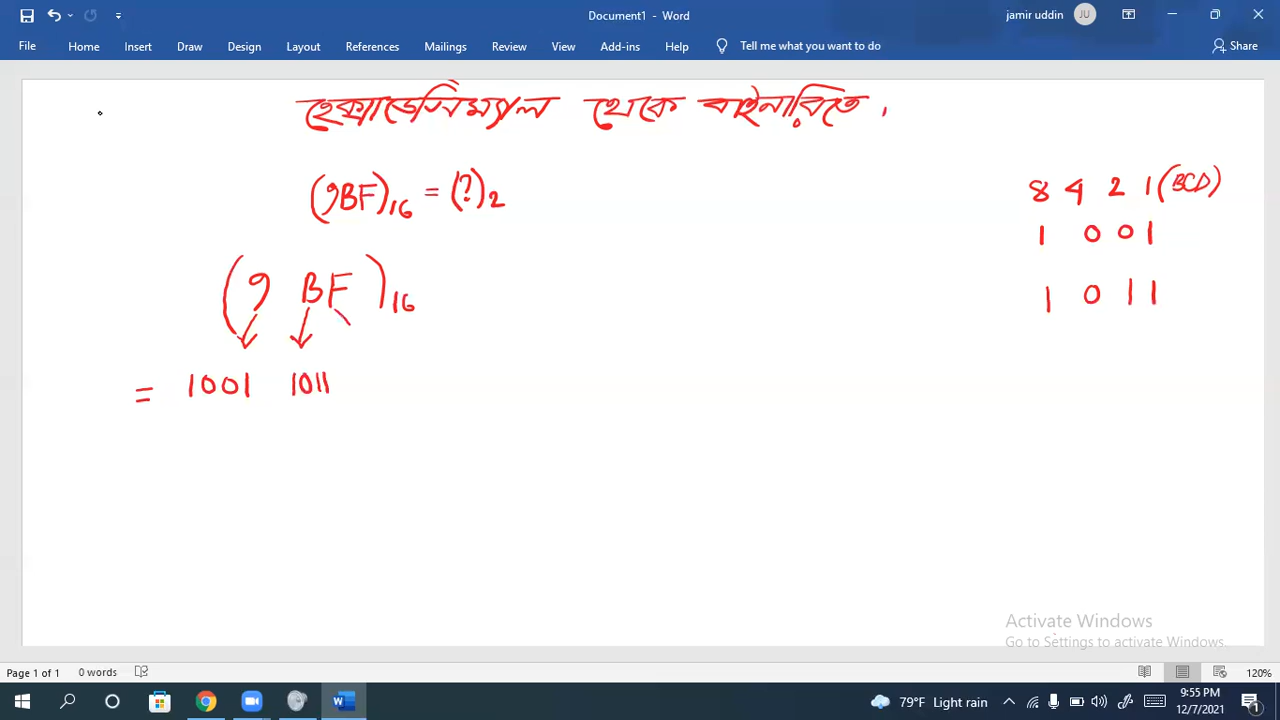 Document1 - Word
jamir uddin
JU
File Home Insert Draw Design Layout References Mailings Review View Add-ins Help Tell me what you want to do Share
হেক্সাডেসিম্যাল থেকে বাইনারিতে।
(9BF)16 = (?)2
8 4 2 1 (BCD)
1 0 0 1
(9 BF)16
1 0 1 1
= 1001 1011
Activate Windows
Go to Settings to activate Windows.
Page 1 of 1 0 words 120%
79°F Light rain
9:55 PM
12/7/2021
1